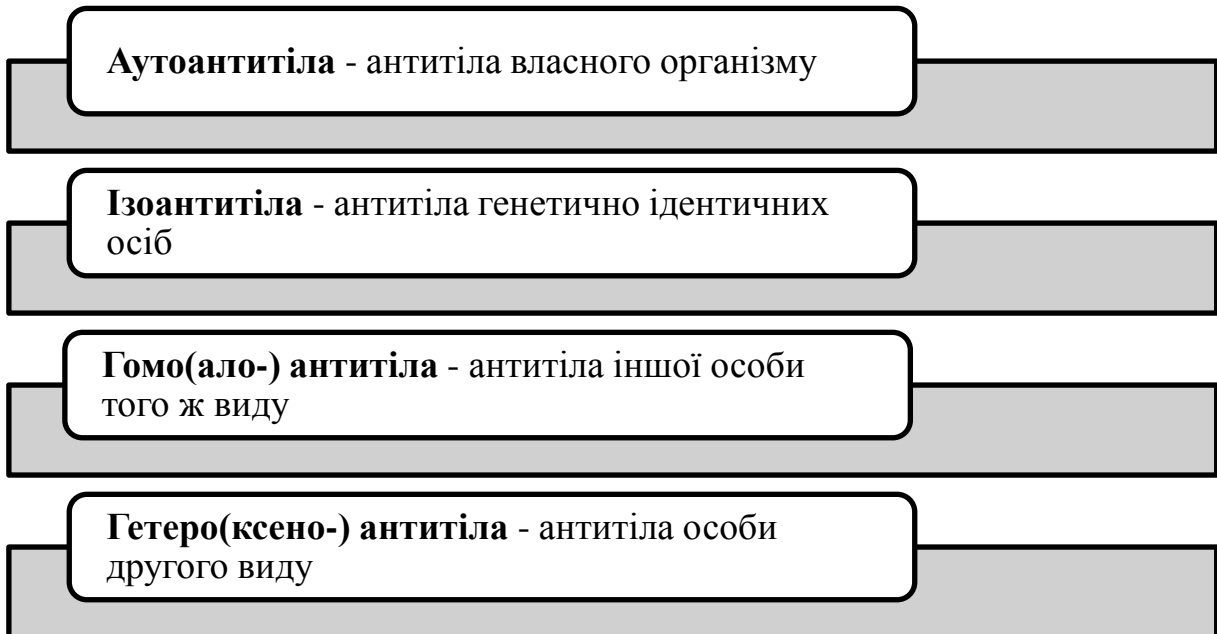 Аутоантитіла - антитіла власного організму
Ізоантитіла - антитіла генетично ідентичних
осіб
Гомо(ало-) антитіла - антитіла іншої особи
того ж виду
Гетеро(ксено-) антитіла - антитіла особи
другого виду